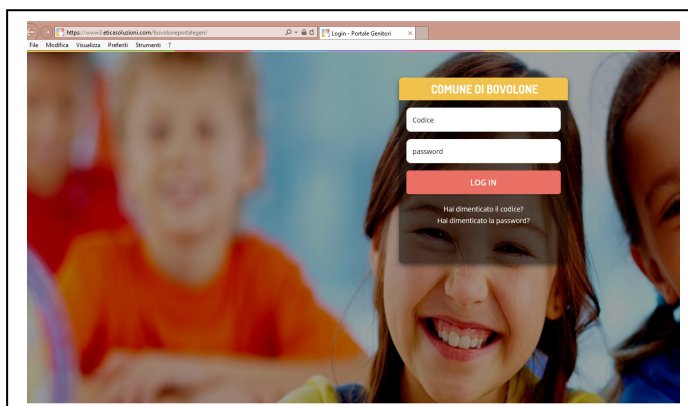 https://www3.eticasoluzioni.com/bovoloneportalegen/
Login - Portale Genitori
File Modifica Visualizza Preferiti Strumenti ?
COMUNE DI BOVOLONE
Codice
password
LOG IN
Hai dimenticato il codice?
Hai dimenticato la password?